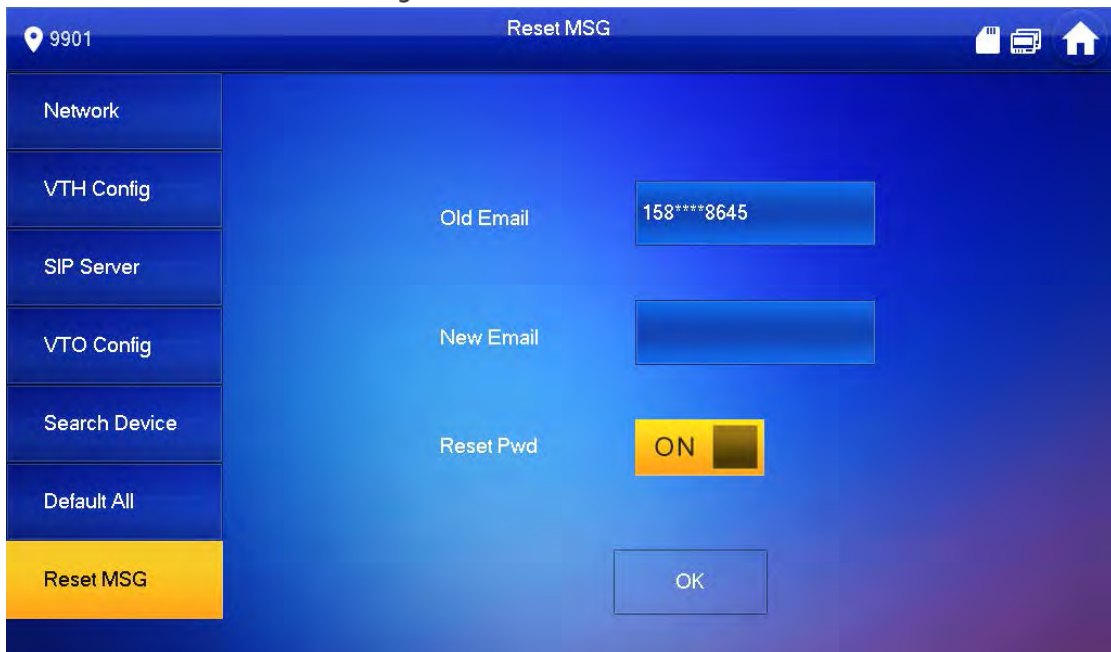 Reset MSG
9901
Network
VTH Config
SIP Server
VTO Config
Search Device
Default All
Reset MSG
Old Email
158****8645
New Email
Reset Pwd
ON
OK